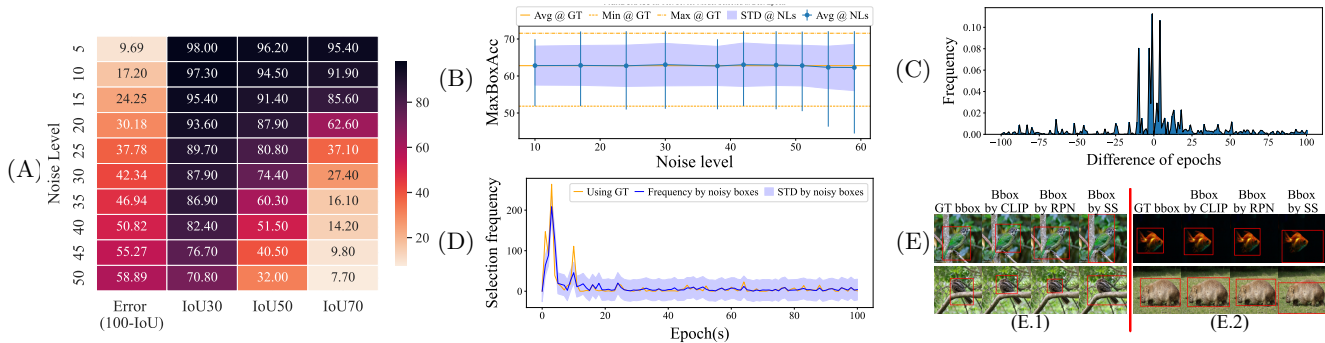 (A)
Noise Level
5 9.69 98.00 96.20 95.40
10 17.20 97.30 94.50 91.90
15 24.25 95.40 91.40 85.60
20 30.18 93.60 87.90 62.60
25 37.78 89.70 80.80 37.10
30 42.34 87.90 74.40 27.40
35 46.94 86.90 60.30 16.10
40 50.82 82.40 51.50 14.20
45 55.27 76.70 40.50 9.80
50 58.89 70.80 32.00 7.70
Error IoU30 IoU50 IoU70
(100-IoU)
80
60
40
20
(B)
Avg @ GT Min @ GT Max @ GT STD @ NLs Avg @ NLs
MaxBoxAcc
70
60
50
10 20 30 40 50 60
Noise level
(D)
Using GT Frequency by noisy boxes STD by noisy boxes
Selection frequency
200
100
0
0 20 40 60 80 100
Epoch(s)
(C)
Frequency
0.10
0.08
0.06
0.04
0.02
0.00
−100 −75 −50 −25 0 25 50 75 100
Difference of epochs
(E)
Bbox Bbox Bbox Bbox Bbox Bbox
GT bbox by CLIP by RPN by SS GT bbox by CLIP by RPN by SS
(E.1) (E.2)